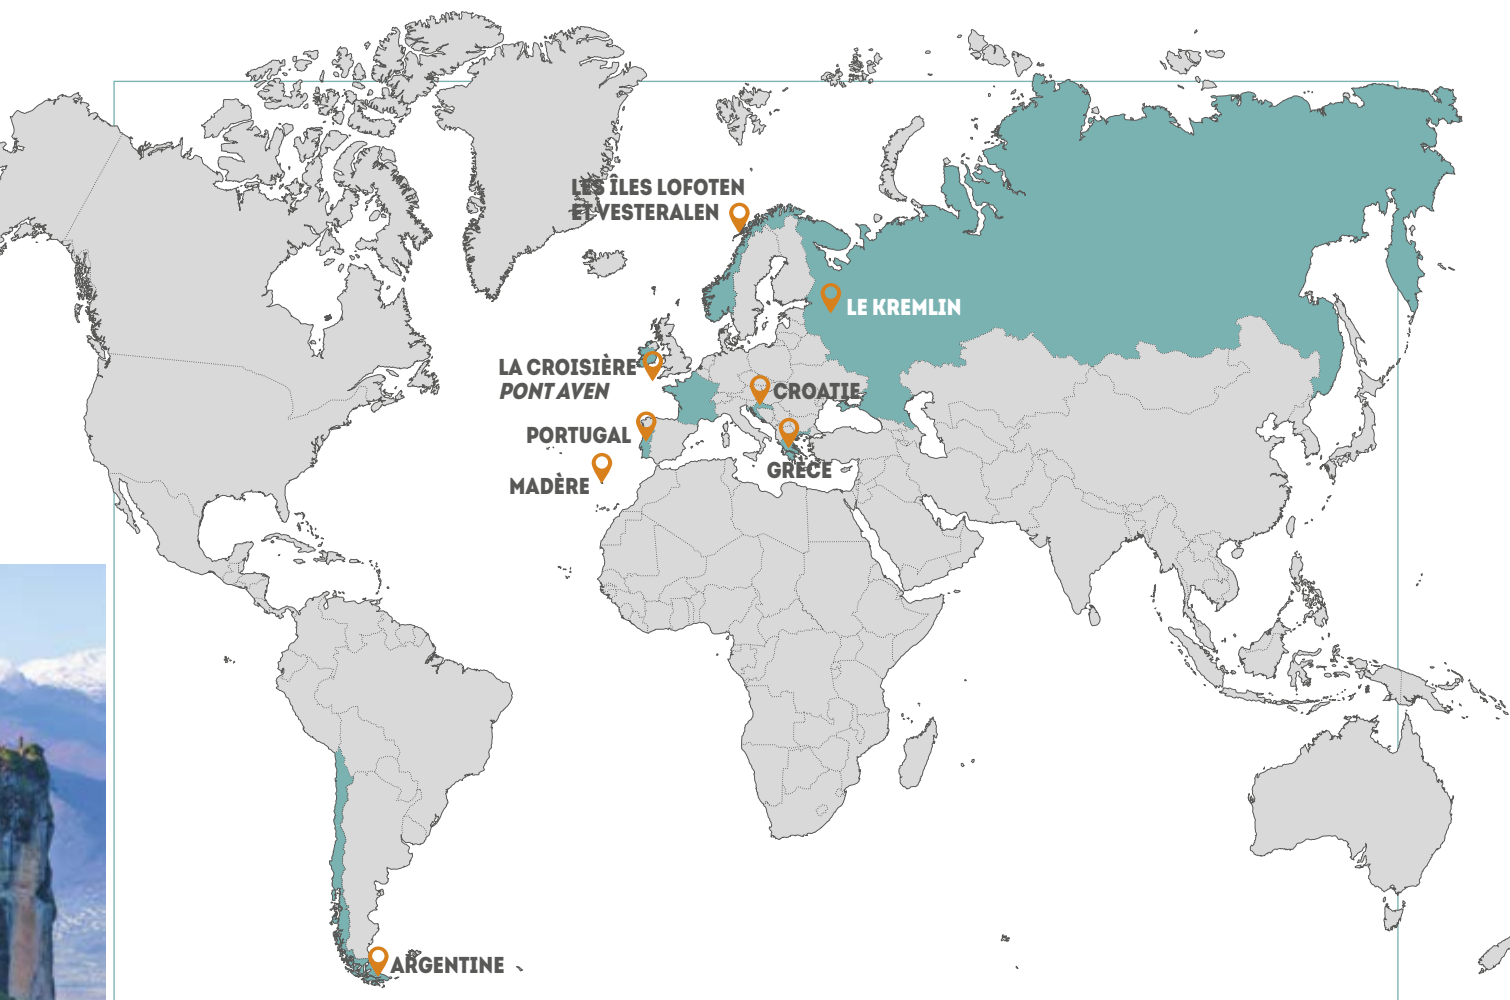 LES ÎLES LOFOTEN
ET VESTERALEN
LE KREMLIN
LA CROISIÈRE
PONT AVEN
CROATIE
PORTUGAL
GRÈCE
MADÈRE
ARGENTINE